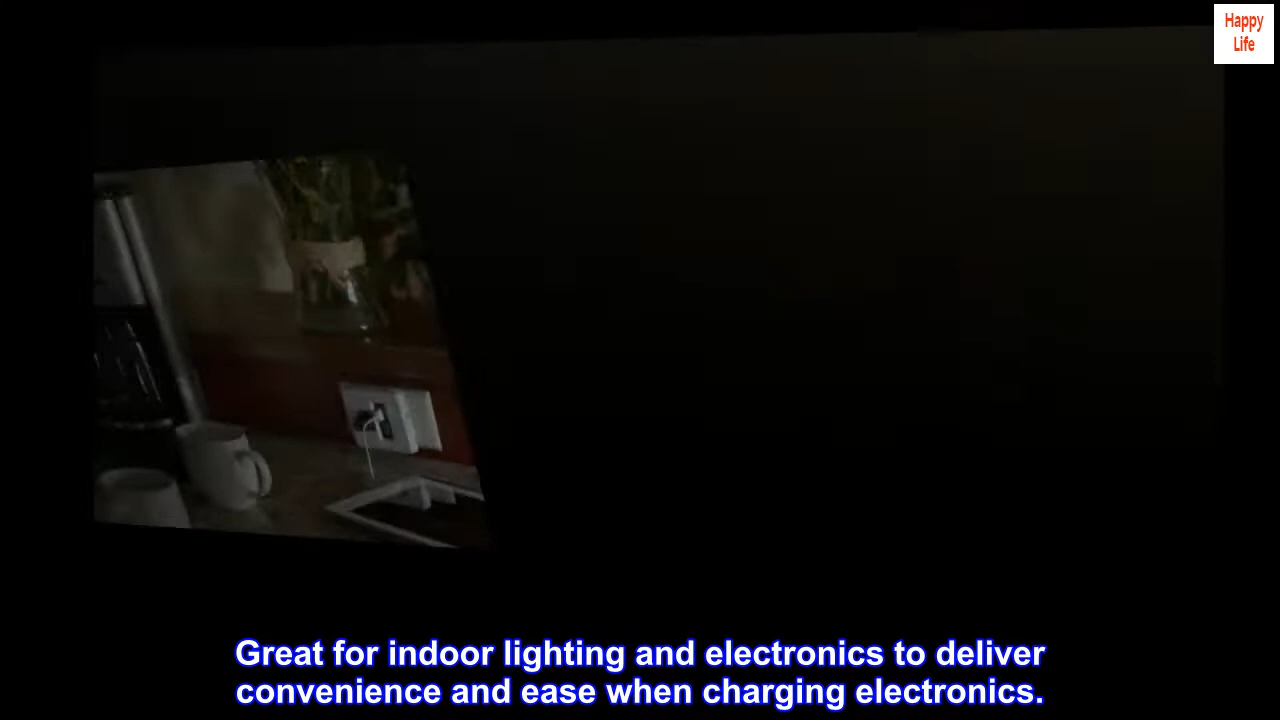 Happy
Life
Great for indoor lighting and electronics to deliver
convenience and ease when charging electronics.